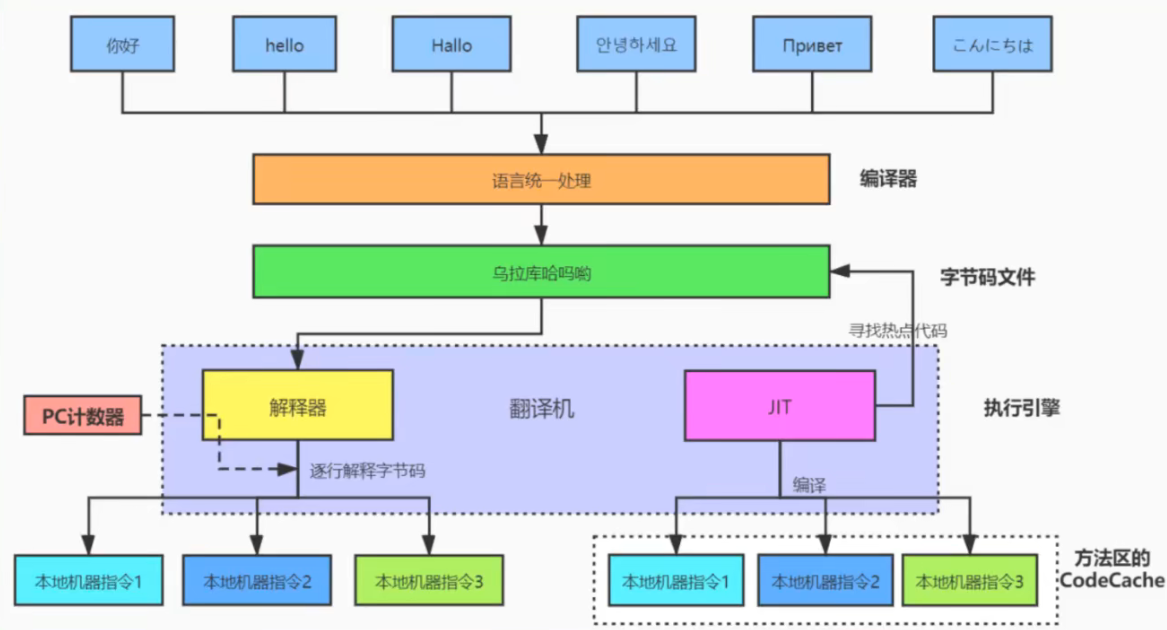 你好
hello
Hallo
안녕하세요
Привет
こんにちは
语言统一处理
编译器
乌拉库哈吗哟
字节码文件
寻找热点代码
PC计数器
解释器
翻译机
JIT
执行引擎
逐行解释字节码
编译
本地机器指令1
本地机器指令2
本地机器指令3
本地机器指令1
本地机器指令2
本地机器指令3
方法区的
CodeCache